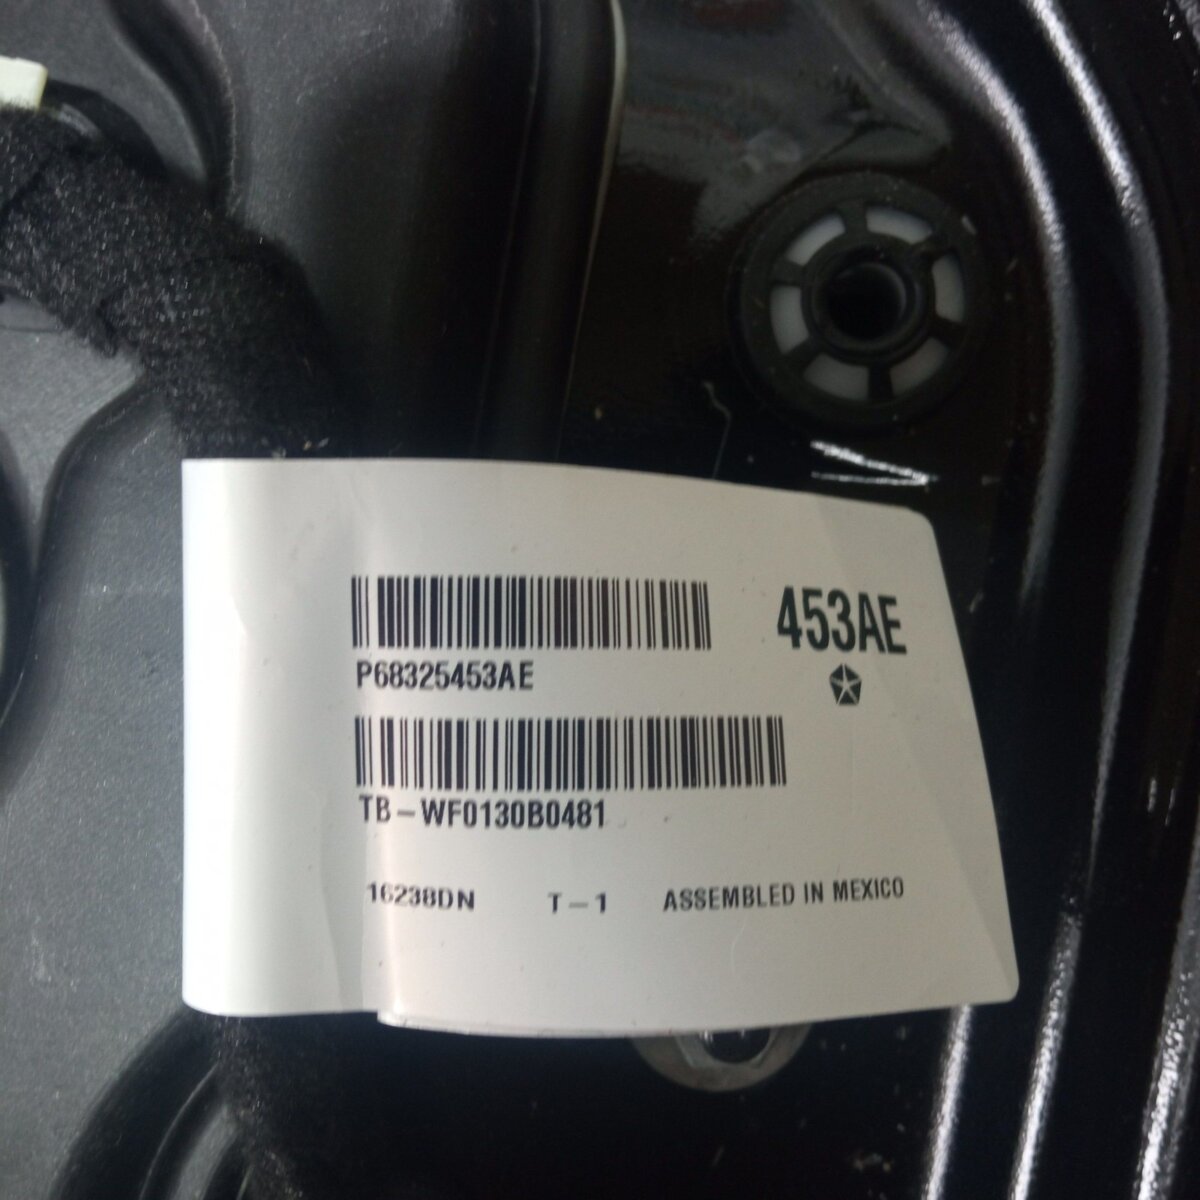 453AE
P68325453AE
TB-WF0130B0481
16238DN T-1 ASSEMBLED IN MEXICO